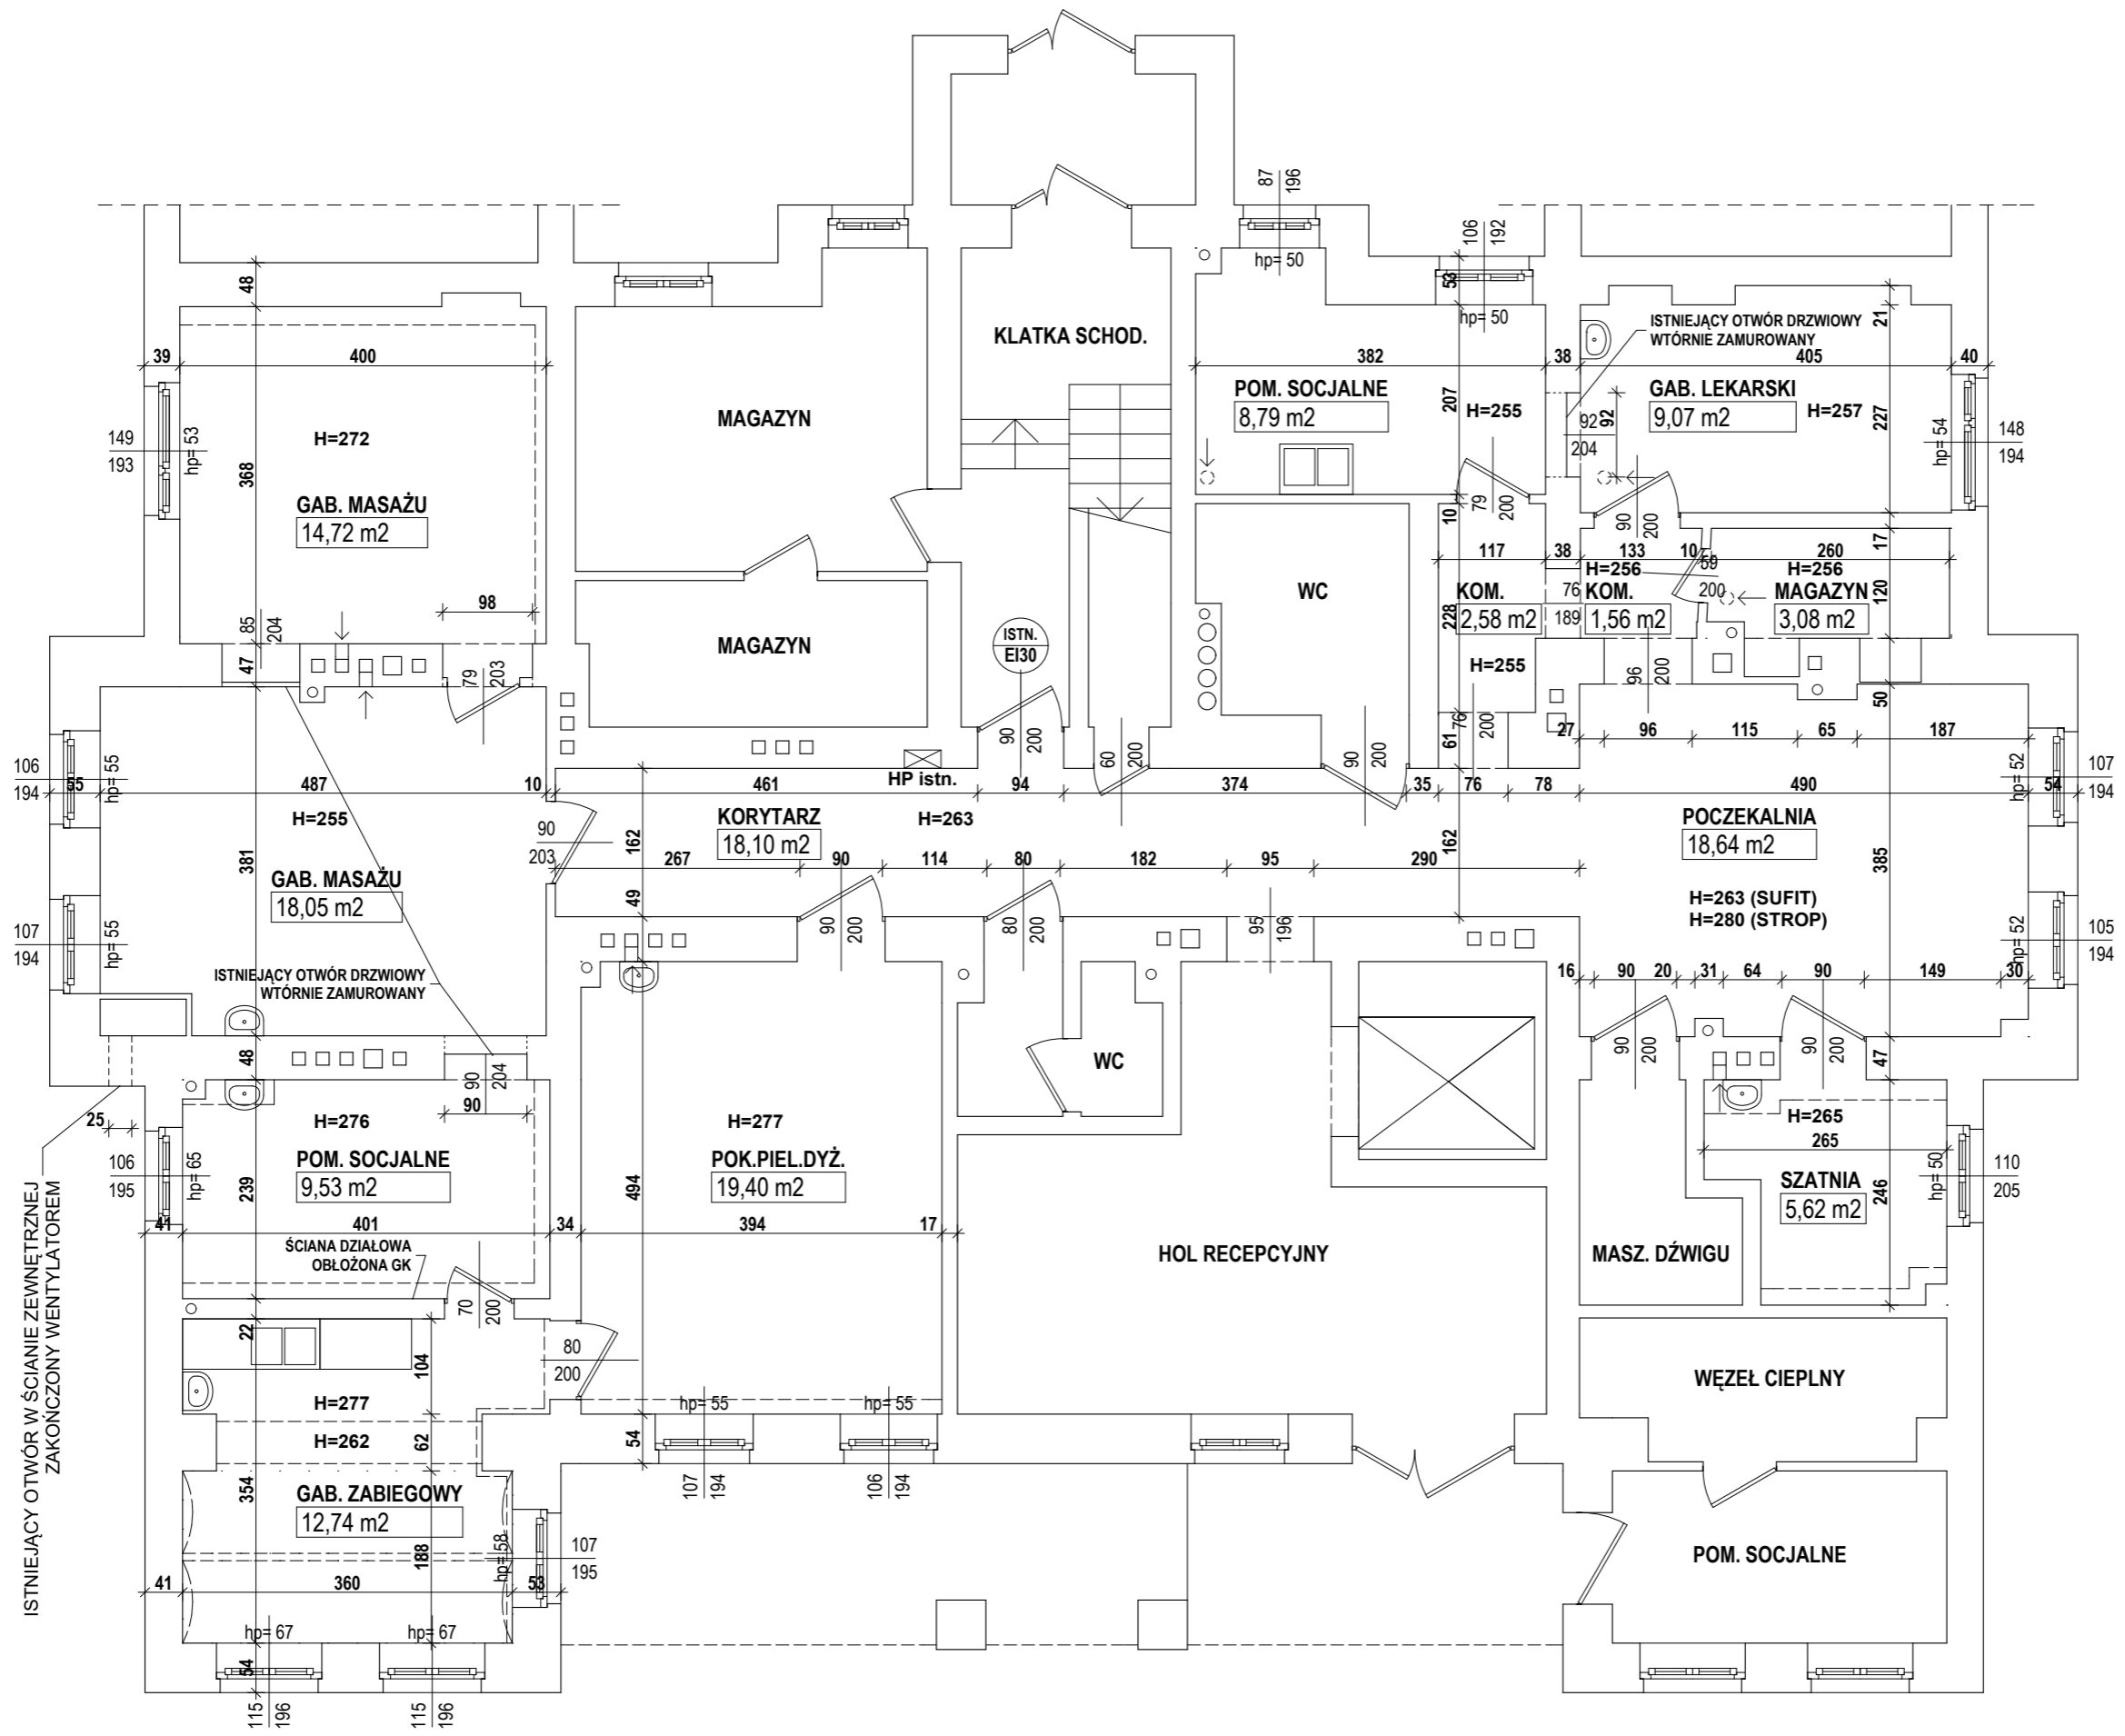 87
196
106
192
hp= 50
53
hp= 50
48
39
400
149
193
hp= 53
H=272
368
GAB. MASAŻU
14,72 m2
98
85
204
47
79
203
MAGAZYN
MAGAZYN
KLATKA SCHOD.
ISTN.
EI30
382
38
POM. SOCJALNE
8,79 m2
207
H=255
79
200
10
ISTNIEJĄCY OTWÓR DRZWIOWY
WTÓRNIE ZAMUROWANY
21
405
40
GAB. LEKARSKI
9,07 m2
H=257
92
204
92
227
hp= 54
148
194
90
200
17
117
38
133
10
260
H=256
59
200
H=256
WC
KOM.
2,58 m2
228
76
189
KOM.
1,56 m2
MAGAZYN
3,08 m2
120
H=255
96
200
50
76
200
61
27
96
115
65
187
106
194
55
hp= 55
487
10
H=255
381
GAB. MASAŻU
18,05 m2
107
194
hp= 55
ISTNIEJĄCY OTWÓR DRZWIOWY
WTÓRNIE ZAMUROWANY
90
203
461
HP istn.
90
200
94
60
200
374
90
200
35
76
78
490
54
hp= 52
107
194
KORYTARZ
18,10 m2
H=263
162
162
267
90
114
80
182
95
290
POCZEKALNIA
18,64 m2
385
H=263 (SUFIT)
H=280 (STROP)
hp= 52
105
194
49
90
200
80
200
95
196
16
90
20
31
64
90
149
30
90
200
90
200
47
48
90
204
90
25
H=276
106
195
hp= 65
POM. SOCJALNE
9,53 m2
239
41
401
34
394
17
ŚCIANA DZIAŁOWA
OBŁOŻONA GK
H=277
POK.PIEL.DYŻ.
19,40 m2
494
WC
HOL RECEPCYJNY
MASZ. DŹWIGU
H=265
265
SZATNIA
5,62 m2
246
hp= 50
110
205
ISTNIEJĄCY OTWÓR W ŚCIANIE ZEWNĘTRZNEJ
ZAKOŃCZONY WENTYLATOREM
70
200
22
104
80
200
H=277
H=262
62
354
GAB. ZABIEGOWY
12,74 m2
188
hp= 58
107
195
41
360
53
hp= 67
hp= 67
54
115
196
115
196
hp= 55
hp= 55
54
107
194
106
194
WĘZEŁ CIEPLNY
POM. SOCJALNE